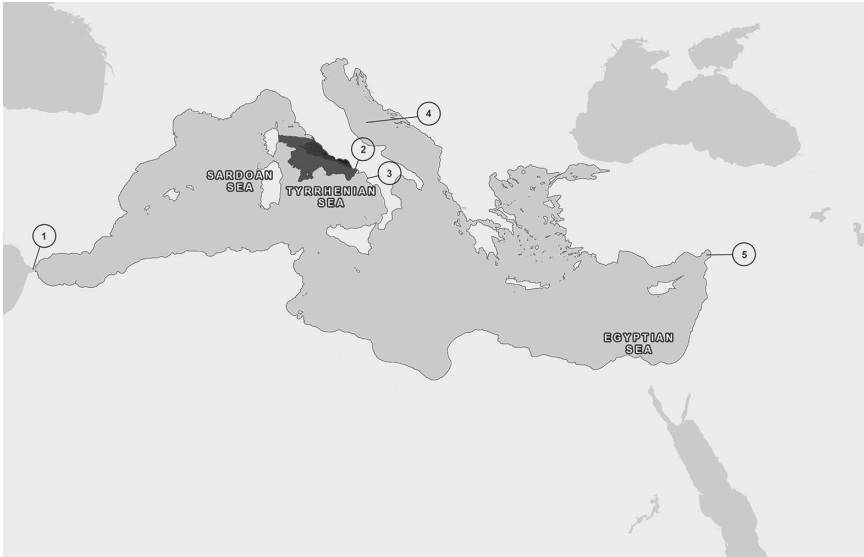 4
2
3
SARDOAN
SEA
TYRRHENIAN
SEA
1
5
EGYPTIAN
SEA